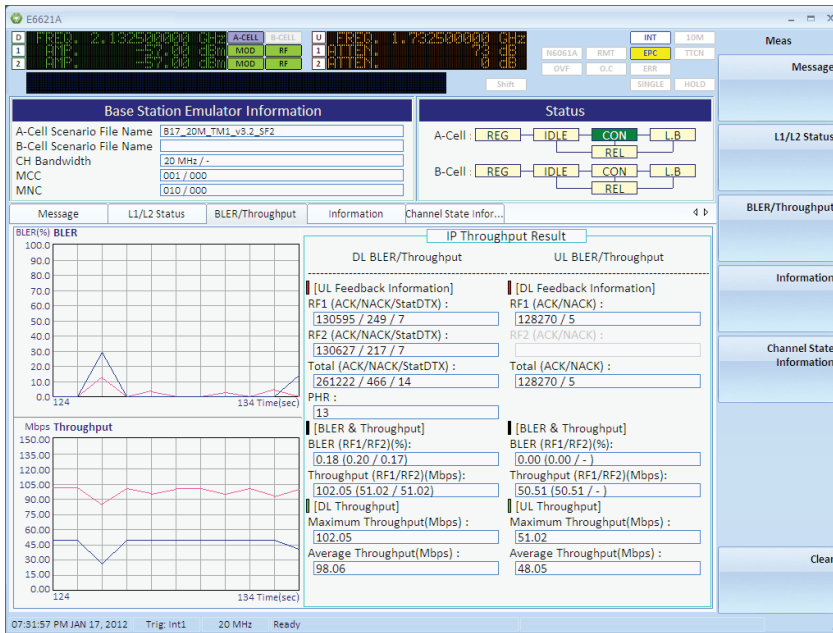 E6621A
D FREQ. 2.132500000 GHz A-CELL B-CELL U FREQ. 1.732500000 GHz INT 10M
1 AMP. -57.00 dBm MOD RF 1 ATTEN. 73 dB N6061A RMT EPC TTCN
2 -57.00 dBm MOD RF 2 ATTEN. 0 dB OVF O.C ERR
Shift SINGLE HOLD
Meas
Message
L1/L2 Status
BLER/Throughput
Information
Channel State
Information
Clear
Base Station Emulator Information
A-Cell Scenario File Name B17_20M_TM1_v3.2_SF2
B-Cell Scenario File Name
CH Bandwidth 20 MHz / -
MCC 001 / 000
MNC 010 / 000
Status
A-Cell : REG IDLE CON L.B
REL
B-Cell : REG IDLE CON L.B
REL
Message L1/L2 Status BLER/Throughput Information Channel State Infor...
BLER(%) BLER
100.0
90.0
80.0
70.0
60.0
50.0
40.0
30.0
20.0
10.0
0.0
124 134 Time(sec)
Mbps Throughput
150.00
135.00
120.00
105.00
90.00
75.00
60.00
45.00
30.00
15.00
0.00
124 134 Time(sec)
IP Throughput Result
DL BLER/Throughput
[UL Feedback Information]
RF1 (ACK/NACK/StatDTX) :
130595 / 249 / 7
RF2 (ACK/NACK/StatDTX) :
130627 / 217 / 7
Total (ACK/NACK/StatDTX) :
261222 / 466 / 14
PHR :
13
[BLER & Throughput]
BLER (RF1/RF2)(%):
0.18 (0.20 / 0.17)
Throughput (RF1/RF2)(Mbps):
102.05 (51.02 / 51.02)
[DL Throughput]
Maximum Throughput(Mbps) :
102.05
Average Throughput(Mbps) :
98.06
UL BLER/Throughput
[DL Feedback Information]
RF1 (ACK/NACK) :
128270 / 5
RF2 (ACK/NACK) :
Total (ACK/NACK) :
128270 / 5
[BLER & Throughput]
BLER (RF1/RF2)(%):
0.00 (0.00 / - )
Throughput (RF1/RF2)(Mbps):
50.51 (50.51 / - )
[UL Throughput]
Maximum Throughput(Mbps) :
51.02
Average Throughput(Mbps) :
48.05
07:31:57 PM JAN 17, 2012 Trig: Int1 20 MHz Ready